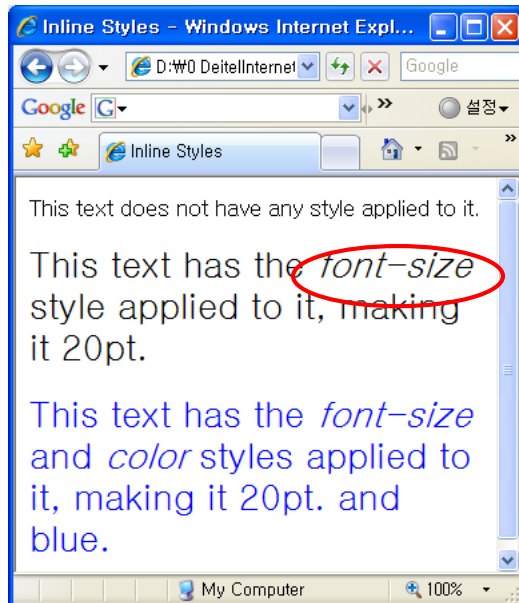 Inline Styles - Windows Internet Expl...
D:₩0 DeitelInternet
Google
Google G
설정
Inline Styles
This text does not have any style applied to it.
This text has the font-size
style applied to it, making
it 20pt.
This text has the font-size
and color styles applied to
it, making it 20pt. and
blue.
My Computer
100%